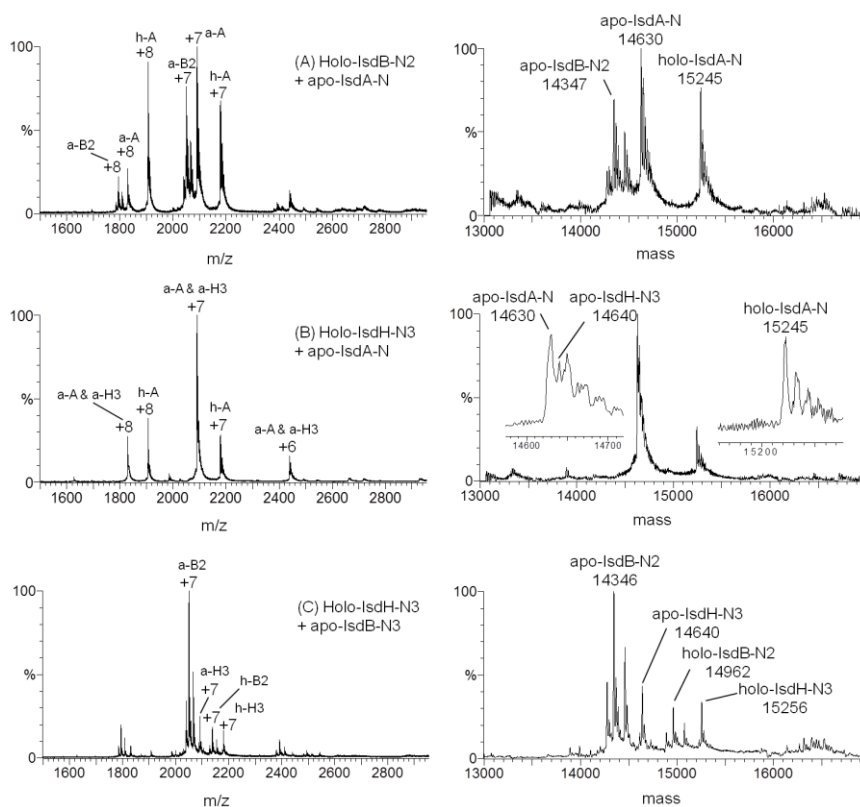 100
%
0
a-B2
+8
a-A
+8
h-A
+8
a-B2
+7
+7
a-A
h-A
+7
(A) Holo-IsdB-N2
+ apo-IsdA-N
1600 1800 2000 2200 2400 2600 2800
m/z
100
%
0
apo-IsdB-N2
14347
apo-IsdA-N
14630
holo-IsdA-N
15245
13000 14000 15000 16000
mass
100
%
0
a-A & a-H3
+8
h-A
+8
a-A & a-H3
+7
h-A
+7
a-A & a-H3
+6
(B) Holo-IsdH-N3
+ apo-IsdA-N
1600 1800 2000 2200 2400 2600 2800
m/z
100
%
0
apo-IsdA-N
14630
apo-IsdH-N3
14640
14600 14700
holo-IsdA-N
15245
15200
13000 14000 15000 16000
mass
100
%
0
a-B2
+7
a-H3
+7
h-B2
+7
h-H3
+7
(C) Holo-IsdH-N3
+ apo-IsdB-N3
1600 1800 2000 2200 2400 2600 2800
m/z
100
%
0
apo-IsdB-N2
14346
apo-IsdH-N3
14640
holo-IsdB-N2
14962
holo-IsdH-N3
15256
13000 14000 15000 16000
mass